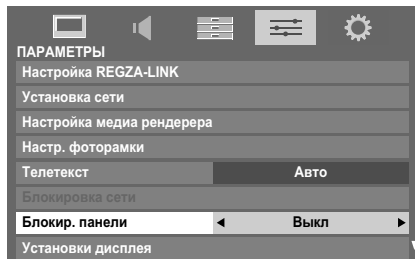 ПАРАМЕТРЫ
Настройка REGZA-LINK
Установка сети
Настройка медиа рендерера
Настр. фоторамки
Телетекст Авто
Блокировка сети
Блокир. панели Выкл
Установки дисплея